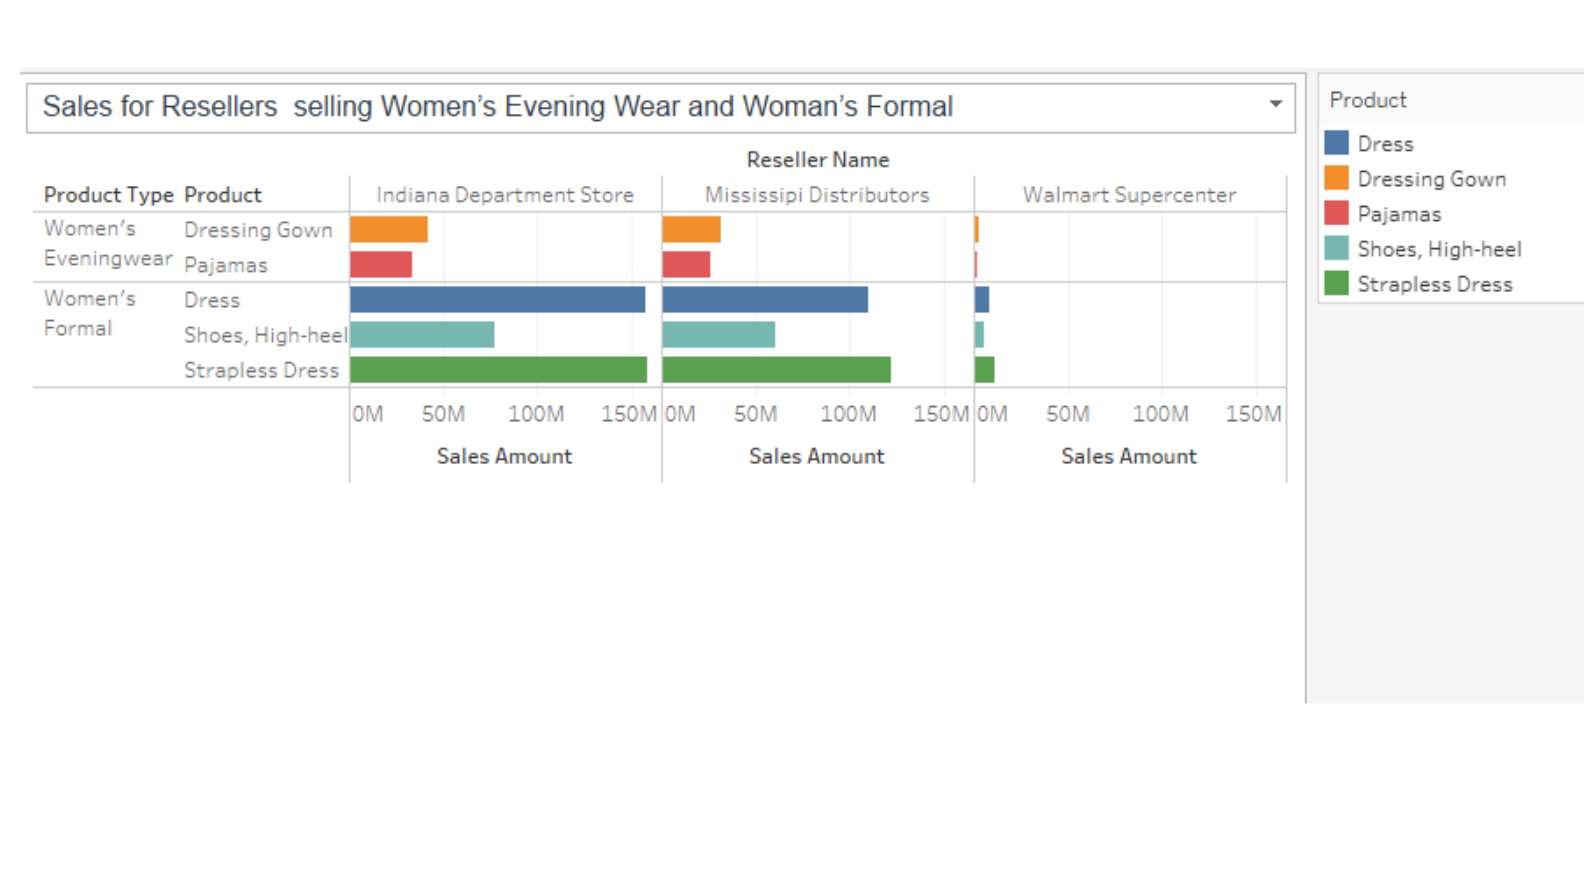 Sales for Resellers  selling Women’s Evening Wear and Woman’s Formal
Reseller Name
Product Type Product Indiana Department Store Mississipi Distributors Walmart Supercenter
Women’s
Eveningwear
Dressing Gown
Pajamas
Women’s
Formal
Dress
Shoes, High-heel
Strapless Dress
0M 50M 100M 150M 0M 50M 100M 150M 0M 50M 100M 150M
Sales Amount Sales Amount Sales Amount
Product
Dress
Dressing Gown
Pajamas
Shoes, High-heel
Strapless Dress